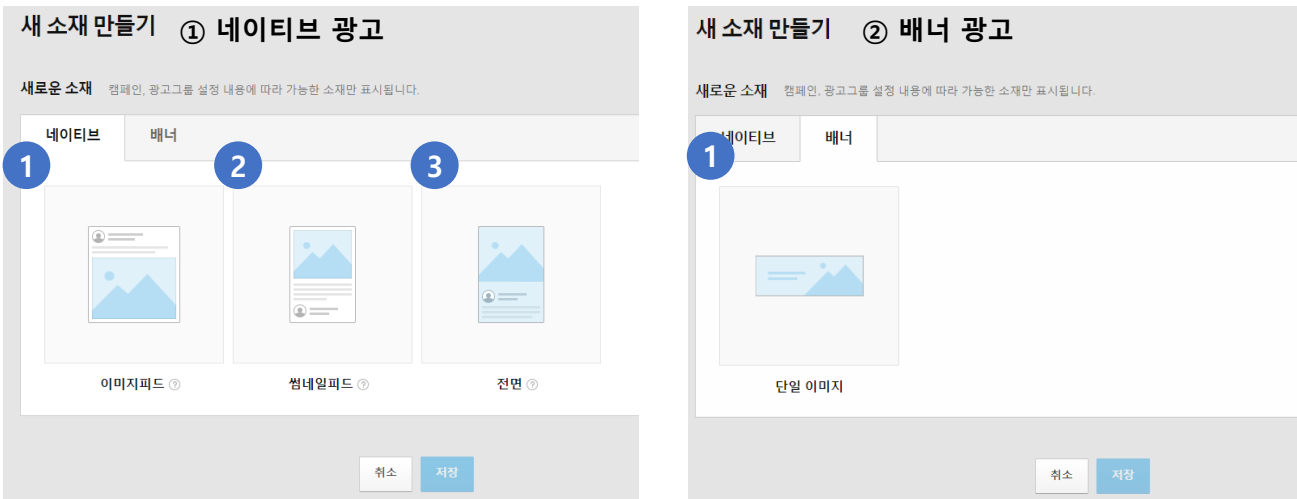 새 소재 만들기 ① 네이티브 광고
새로운 소재 캠페인, 광고그룹 설정 내용에 따라 가능한 소재만 표시됩니다.
네이티브 배너
1 2 3
이미지피드 ? 썸네일피드 ? 전면 ?
취소 저장
새 소재 만들기 ② 배너 광고
새로운 소재 캠페인, 광고그룹 설정 내용에 따라 가능한 소재만 표시됩니다.
네이티브 배너
1
단일 이미지
취소 저장